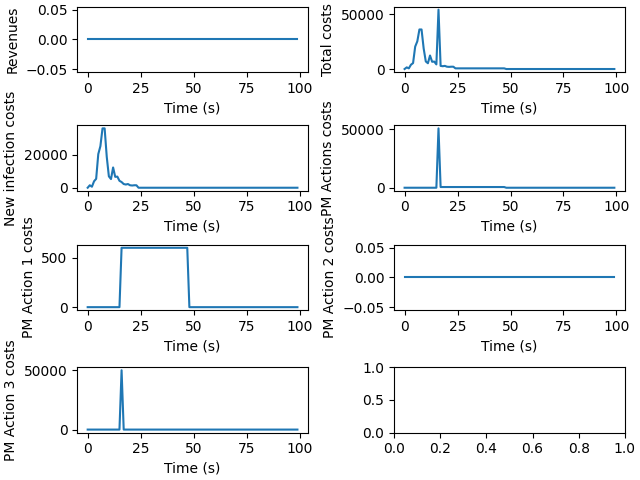 Revenues
0.05
0.00
−0.05
0 25 50 75 100
Time (s)
Total costs
50000
0
0 25 50 75 100
Time (s)
New infection costs
20000
0
0 25 50 75 100
Time (s)
PM Actions costs
50000
0
0 25 50 75 100
Time (s)
PM Action 1 costs
500
0
0 25 50 75 100
Time (s)
PM Action 2 costs
0.05
0.00
−0.05
0 25 50 75 100
Time (s)
PM Action 3 costs
50000
0
0 25 50 75 100
Time (s)
1.0
0.5
0.0
0.0 0.2 0.4 0.6 0.8 1.0